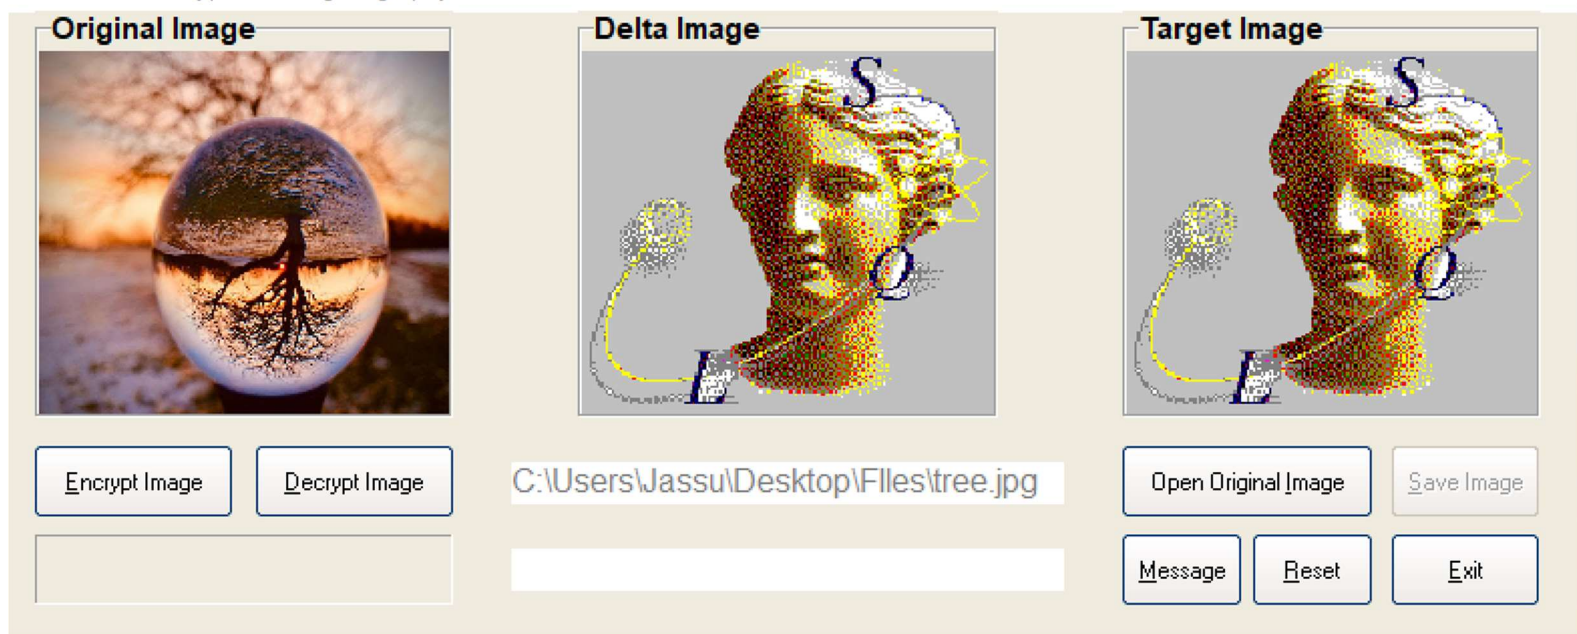 Original Image
Delta Image
Target Image
S
S
Q
Q
L
L
Encrypt Image
Decrypt Image
C:\Users\Jassu\Desktop\FIles\tree.jpg
Open Original Image
Save Image
Message
Reset
Exit